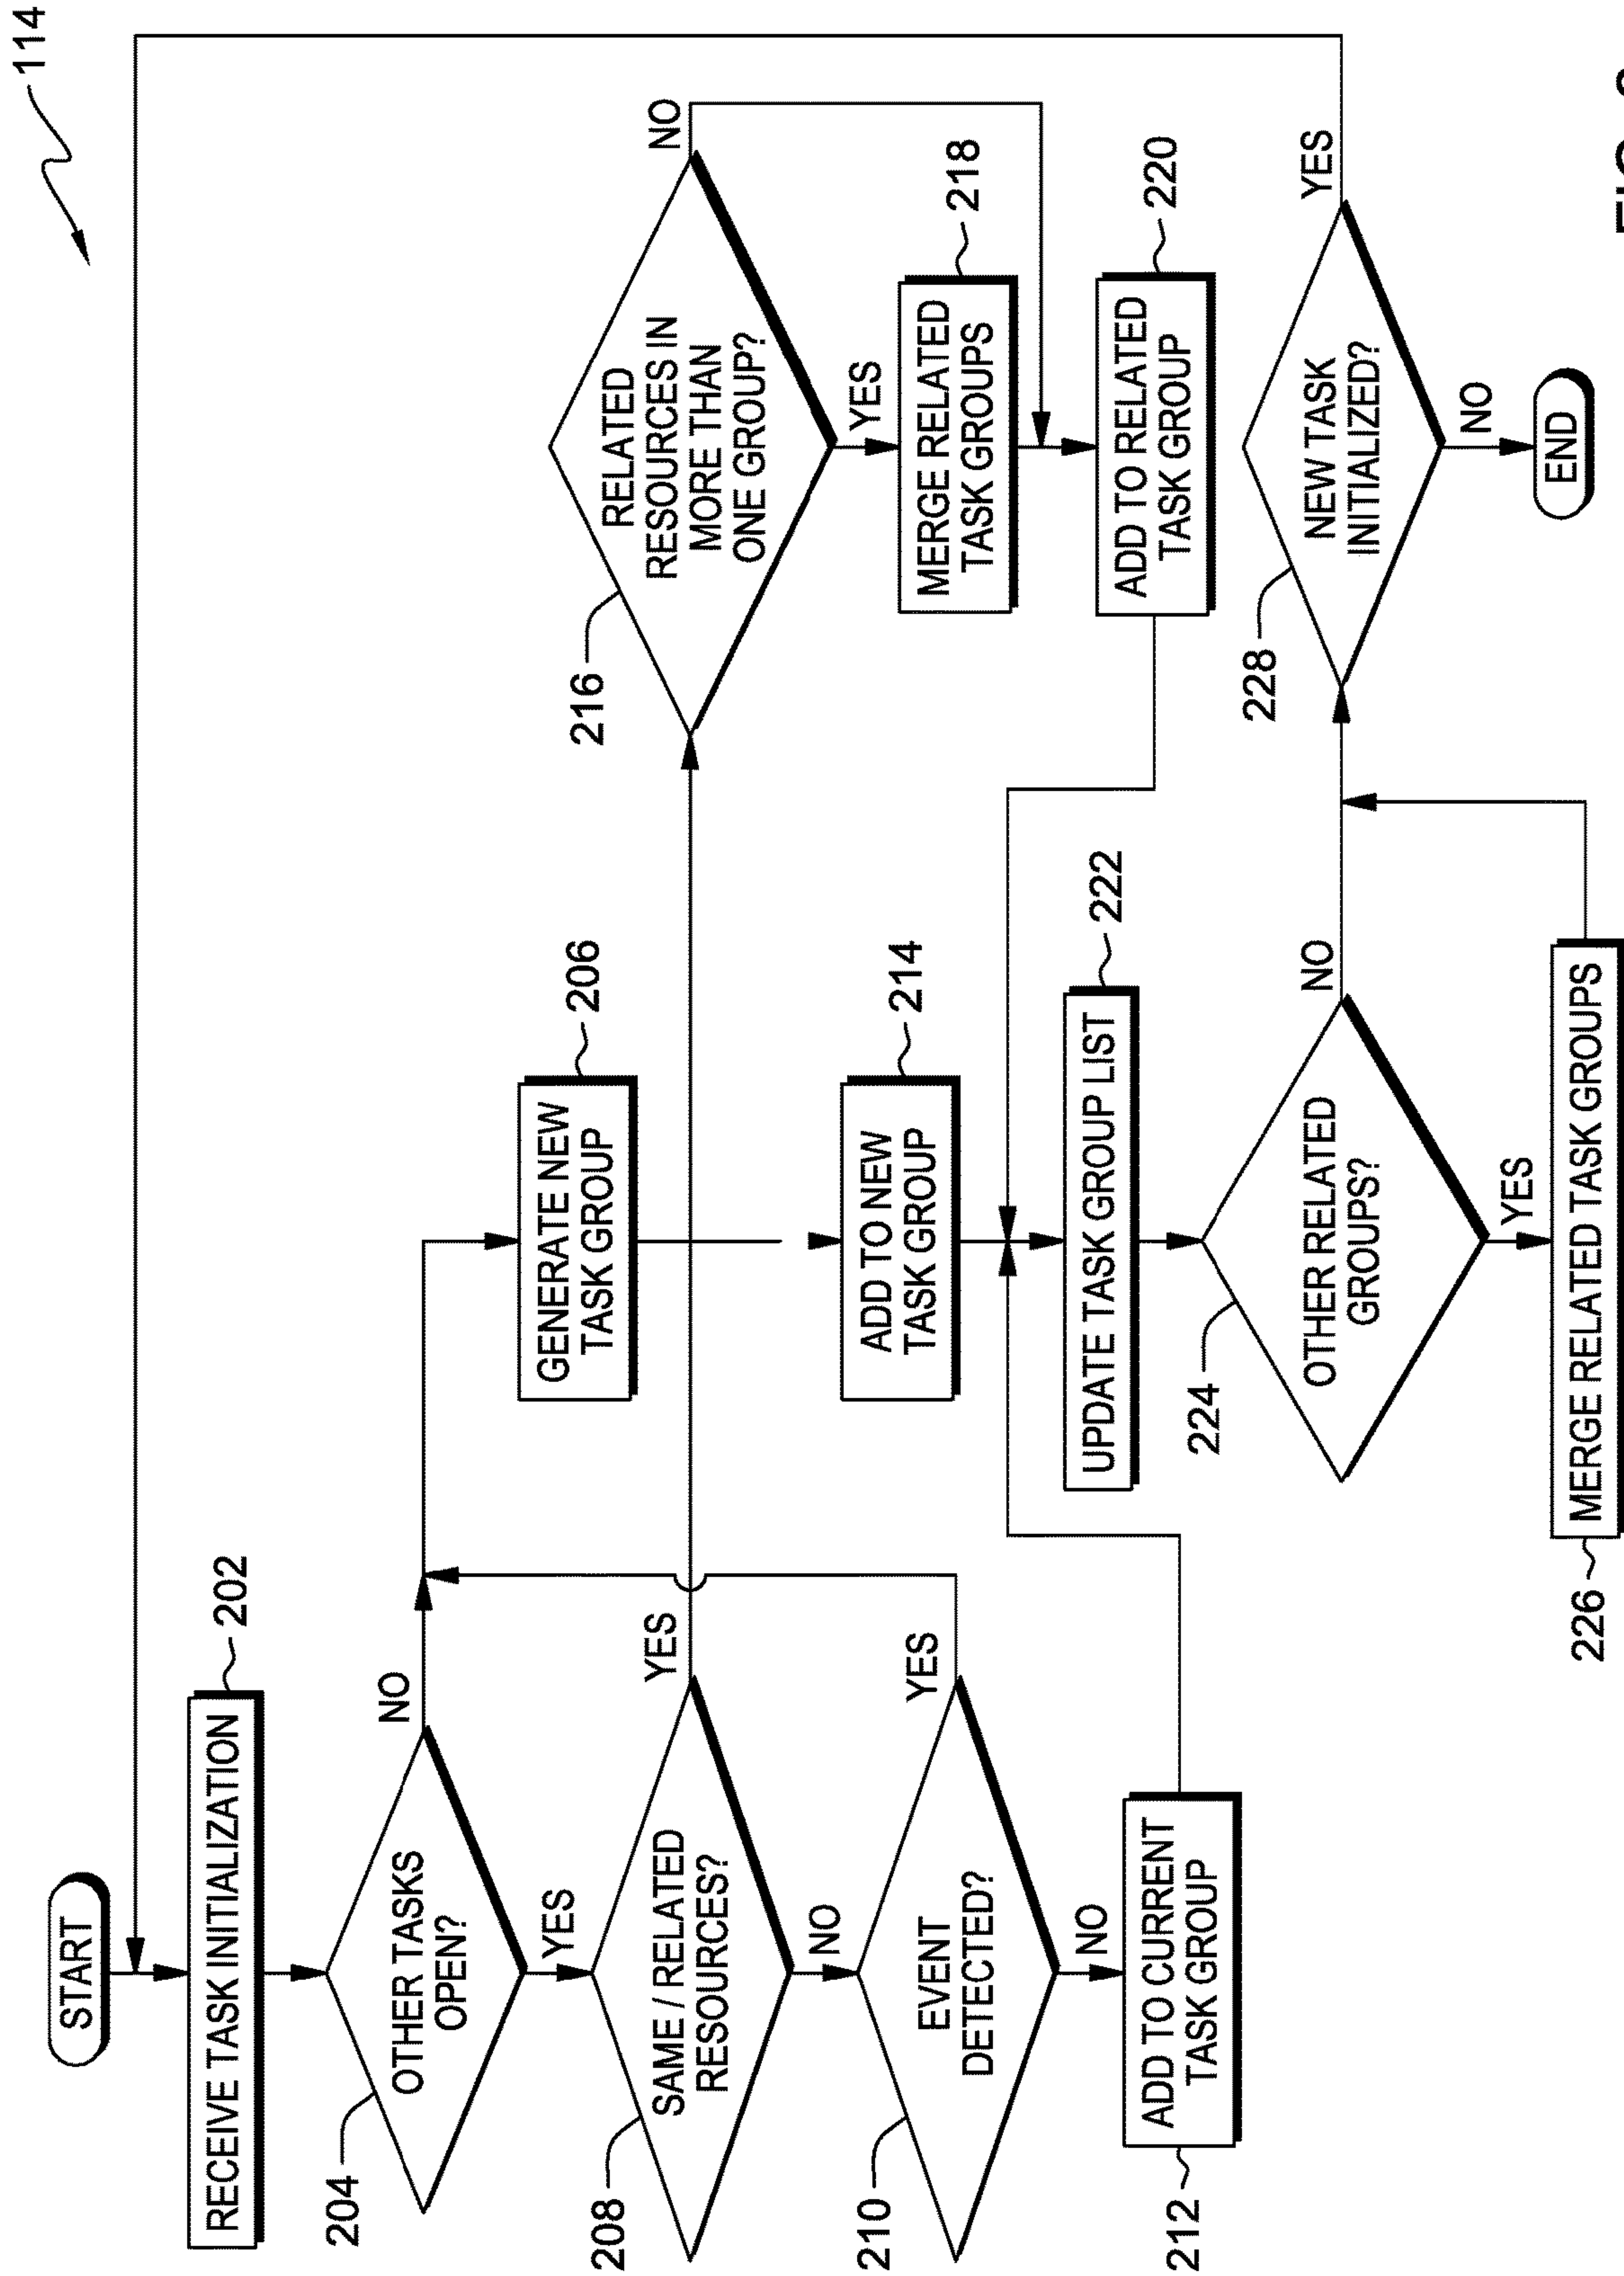 114
START
RECEIVE TASK INITIALIZATION
202
OTHER TASKS
OPEN?
204
NO
YES
GENERATE NEW
TASK GROUP
206
SAME / RELATED
RESOURCES?
208
YES
NO
RELATED
RESOURCES IN
MORE THAN
ONE GROUP?
216
NO
YES
EVENT
DETECTED?
210
YES
NO
ADD TO NEW
TASK GROUP
214
MERGE RELATED
TASK GROUPS
218
ADD TO CURRENT
TASK GROUP
212
UPDATE TASK GROUP LIST
222
ADD TO RELATED
TASK GROUP
220
OTHER RELATED
GROUPS?
224
NO
YES
NEW TASK
INITIALIZED?
228
YES
NO
MERGE RELATED TASK GROUPS
226
END